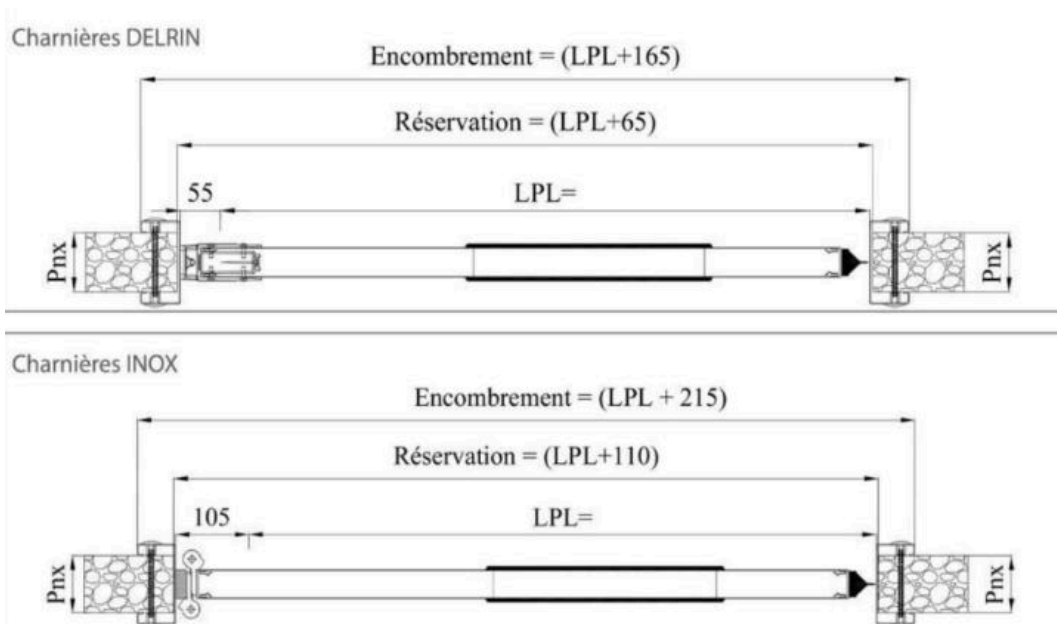 Charnières DELRIN
Encombrement = (LPL+165)
Réservation = (LPL+65)
55
LPL=
Pnx
Pnx
Charnières INOX
Encombrement = (LPL + 215)
Réservation = (LPL+110)
105
LPL=
Pnx
Pnx